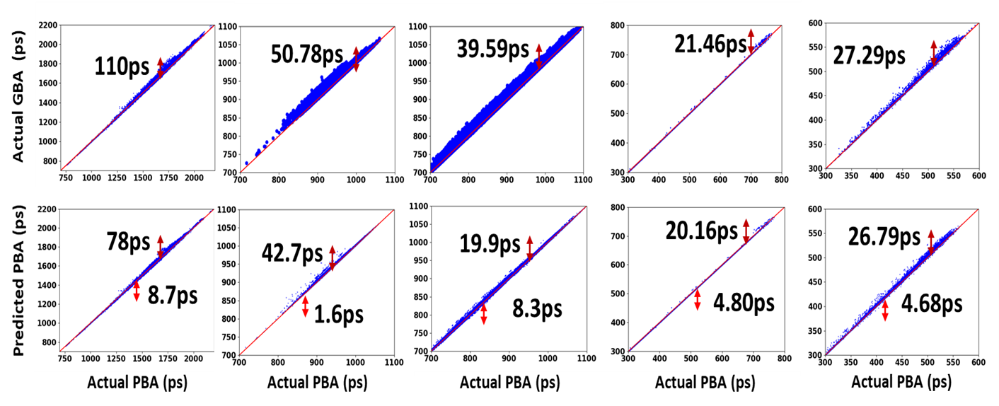 Actual GBA (ps)
2200
2000
1800
1600
1400
1200
1000
800
110ps
750 1000 1250 1500 1750 2000
1100
1050
1000
950
900
850
800
750
700
50.78ps
700 800 900 1000 1100
1100
1050
1000
950
900
850
800
750
700
39.59ps
700 800 900 1000 1100
800
700
600
500
400
300
21.46ps
300 400 500 600 700 800
600
550
500
450
400
350
300
27.29ps
300 350 400 450 500 550 600
Predicted PBA (ps)
2200
2000
1800
1600
1400
1200
1000
800
78ps
8.7ps
750 1000 1250 1500 1750 2000
Actual PBA (ps)
1100
1050
1000
950
900
850
800
750
700
42.7ps
1.6ps
700 800 900 1000 1100
Actual PBA (ps)
1100
1050
1000
950
900
850
800
750
700
19.9ps
8.3ps
700 800 900 1000 1100
Actual PBA (ps)
800
700
600
500
400
300
20.16ps
4.80ps
300 400 500 600 700 800
Actual PBA (ps)
600
550
500
450
400
350
300
26.79ps
4.68ps
300 350 400 450 500 550 600
Actual PBA (ps)